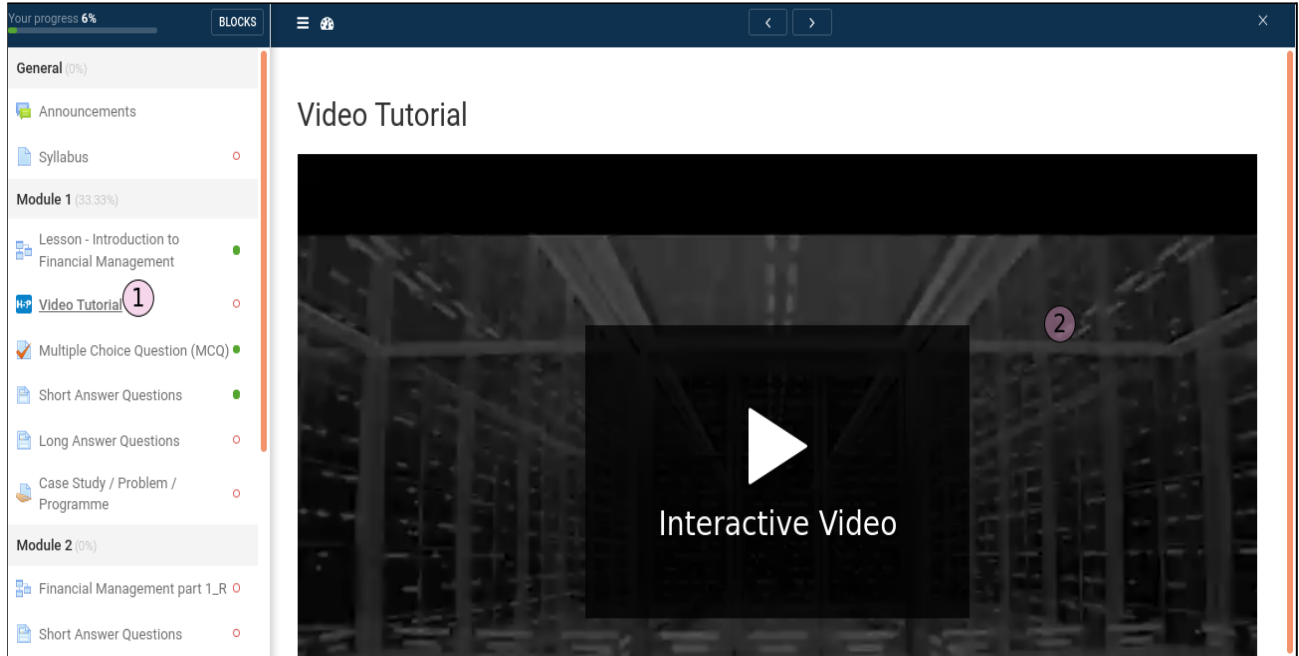 Your progress 6%
BLOCKS
General (0%)
Announcements
Syllabus
Module 1 (33.33%)
Lesson - Introduction to
Financial Management
Video Tutorial
1
Multiple Choice Question (MCQ)
Short Answer Questions
Long Answer Questions
Case Study / Problem /
Programme
Module 2 (0%)
Financial Management part 1_R
Short Answer Questions
Video Tutorial
2
Interactive Video